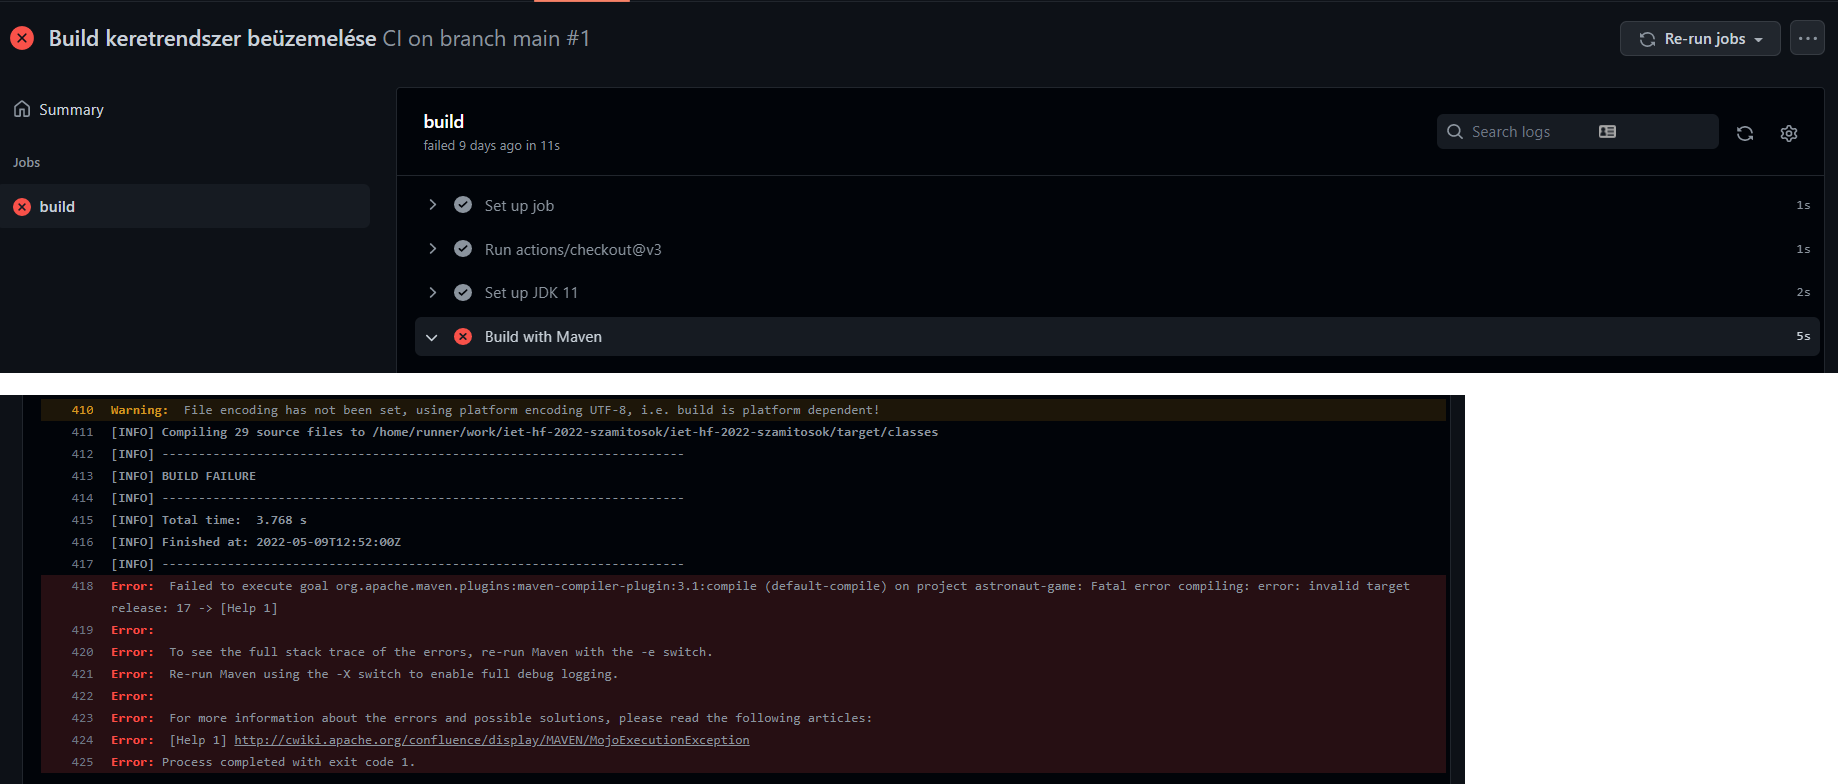 Build keretrendszer beüzemelése CI on branch main #1
Re-run jobs
Summary
Jobs
build
build
failed 9 days ago in 11s
Search logs
Set up job 1s
Run actions/checkout@v3 1s
Set up JDK 11 2s
Build with Maven 5s
410 Warning: File encoding has not been set, using platform encoding UTF-8, i.e. build is platform dependent!
411 [INFO] Compiling 29 source files to /home/runner/work/iet-hf-2022-szamitosok/iet-hf-2022-szamitosok/target/classes
412 [INFO] ------------------------------------------------------------------------
413 [INFO] BUILD FAILURE
414 [INFO] ------------------------------------------------------------------------
415 [INFO] Total time:  3.768 s
416 [INFO] Finished at: 2022-05-09T12:52:00Z
417 [INFO] ------------------------------------------------------------------------
418 Error:  Failed to execute goal org.apache.maven.plugins:maven-compiler-plugin:3.1:compile (default-compile) on project astronaut-game: Fatal error compiling: error: invalid target
release: 17 -> [Help 1]
419 Error:
420 Error:  To see the full stack trace of the errors, re-run Maven with the -e switch.
421 Error:  Re-run Maven using the -X switch to enable full debug logging.
422 Error:
423 Error:  For more information about the errors and possible solutions, please read the following articles:
424 Error:  [Help 1] http://cwiki.apache.org/confluence/display/MAVEN/MojoExecutionException
425 Error: Process completed with exit code 1.